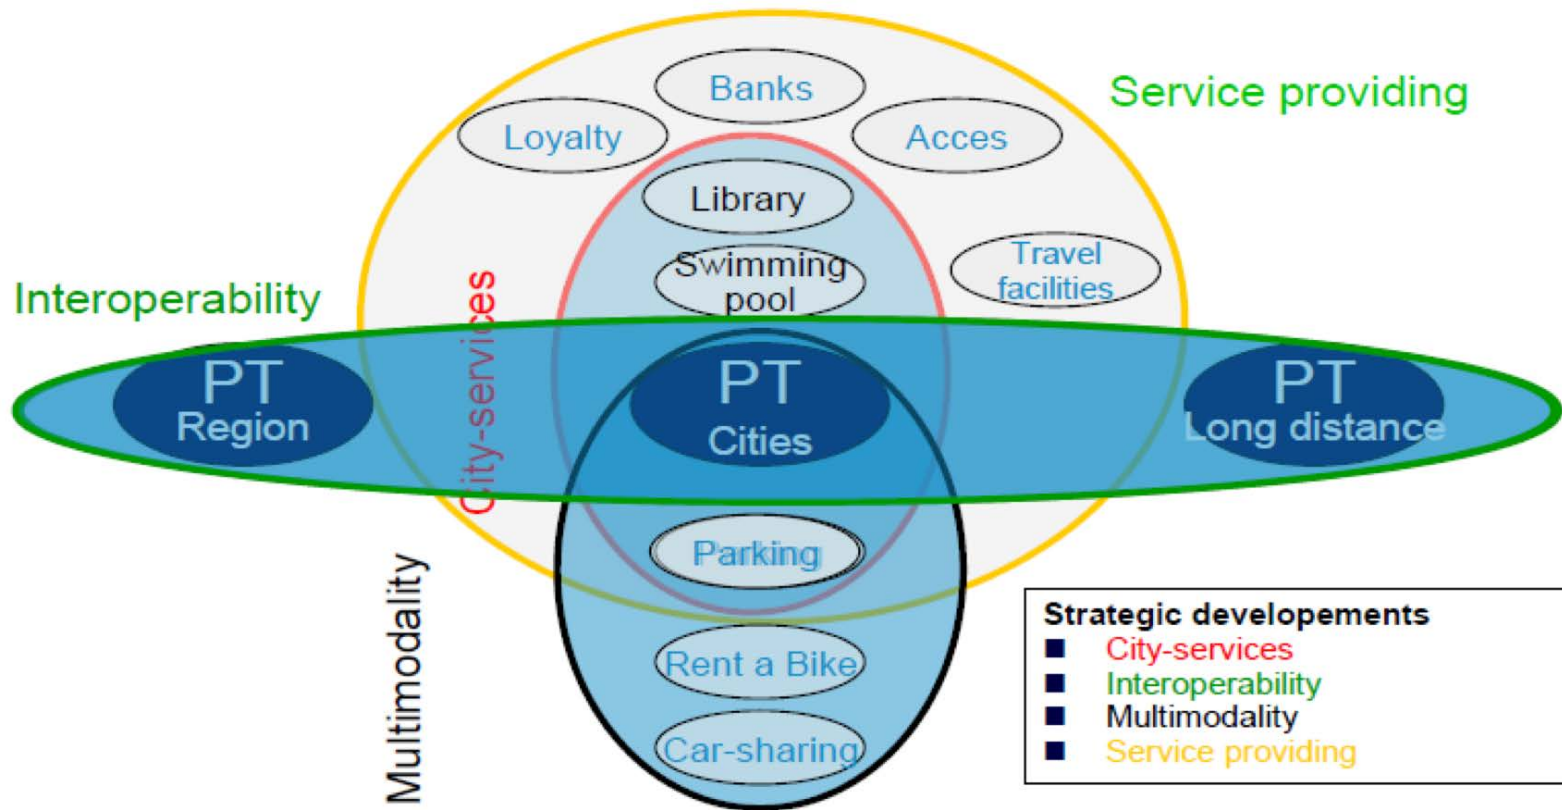 Banks
Service providing
Loyalty
Acces
Library
Travel
facilities
Swimming
pool
Interoperability
City-services
PT
Region
PT
Cities
PT
Long distance
Parking
Multimodality
Rent a Bike
Car-sharing
Strategic developements
City-services
Interoperability
Multimodality
Service providing